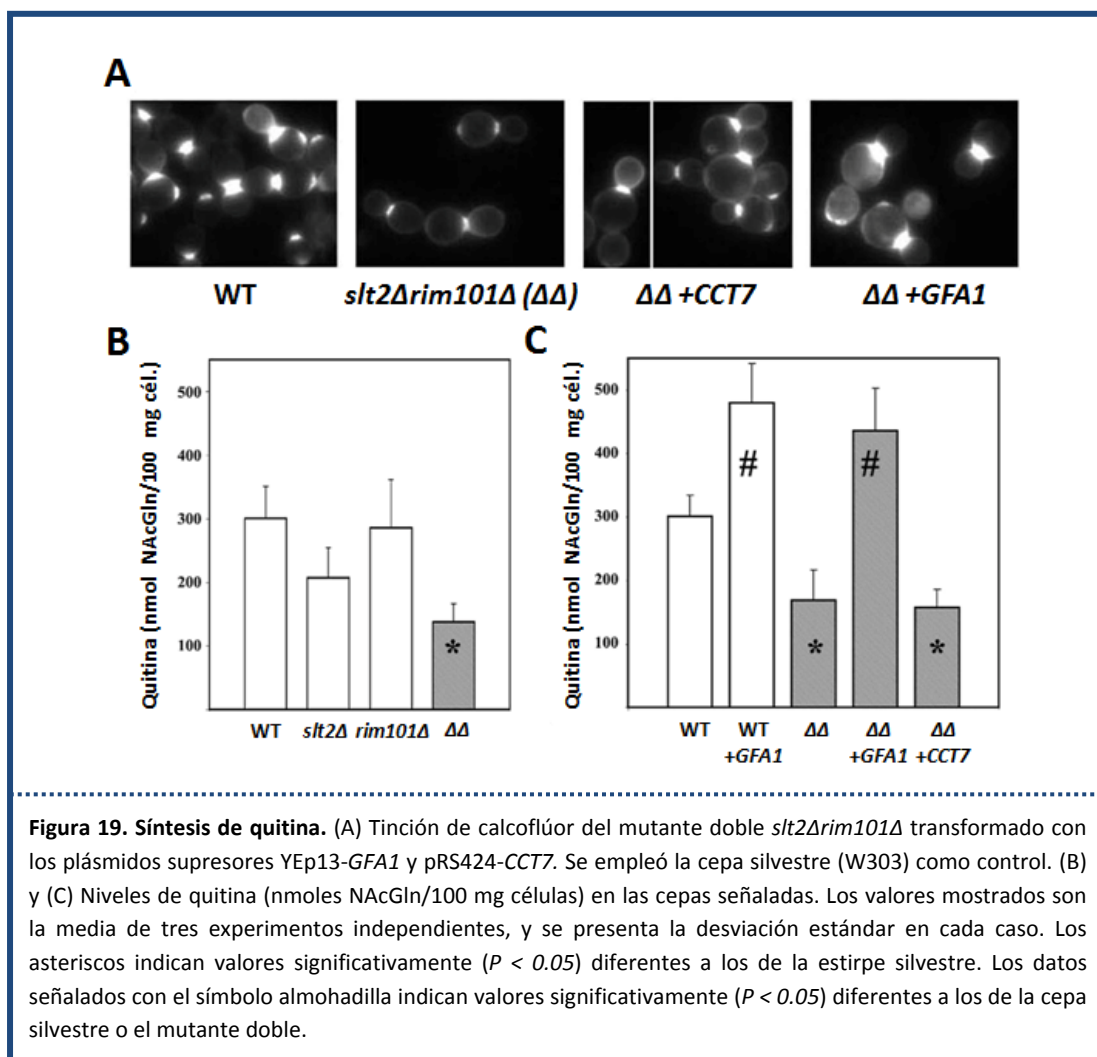 A
WT
slt2Δrim101Δ (ΔΔ)
ΔΔ +CCT7
ΔΔ +GFA1
B
Quitina (nmol NAcGln/100 mg cél.)
500
400
300
200
100
WT
slt2Δ
rim101Δ
ΔΔ
*
C
Quitina (nmol NAcGln/100 mg cél.)
500
400
300
200
100
#
*
#
*
WT
WT
+GFA1
ΔΔ
ΔΔ
+GFA1
ΔΔ
+CCT7
Figura 19. Síntesis de quitina. (A) Tinción de calcoflúor del mutante doble slt2Δrim101Δ transformado con
los plásmidos supresores YEp13-GFA1 y pRS424-CCT7. Se empleó la cepa silvestre (W303) como control. (B)
y (C) Niveles de quitina (nmoles NAcGln/100 mg células) en las cepas señaladas. Los valores mostrados son
la media de tres experimentos independientes, y se presenta la desviación estándar en cada caso. Los
asteriscos indican valores significativamente (P < 0.05) diferentes a los de la estirpe silvestre. Los datos
señalados con el símbolo almohadilla indican valores significativamente (P < 0.05) diferentes a los de la cepa
silvestre o el mutante doble.